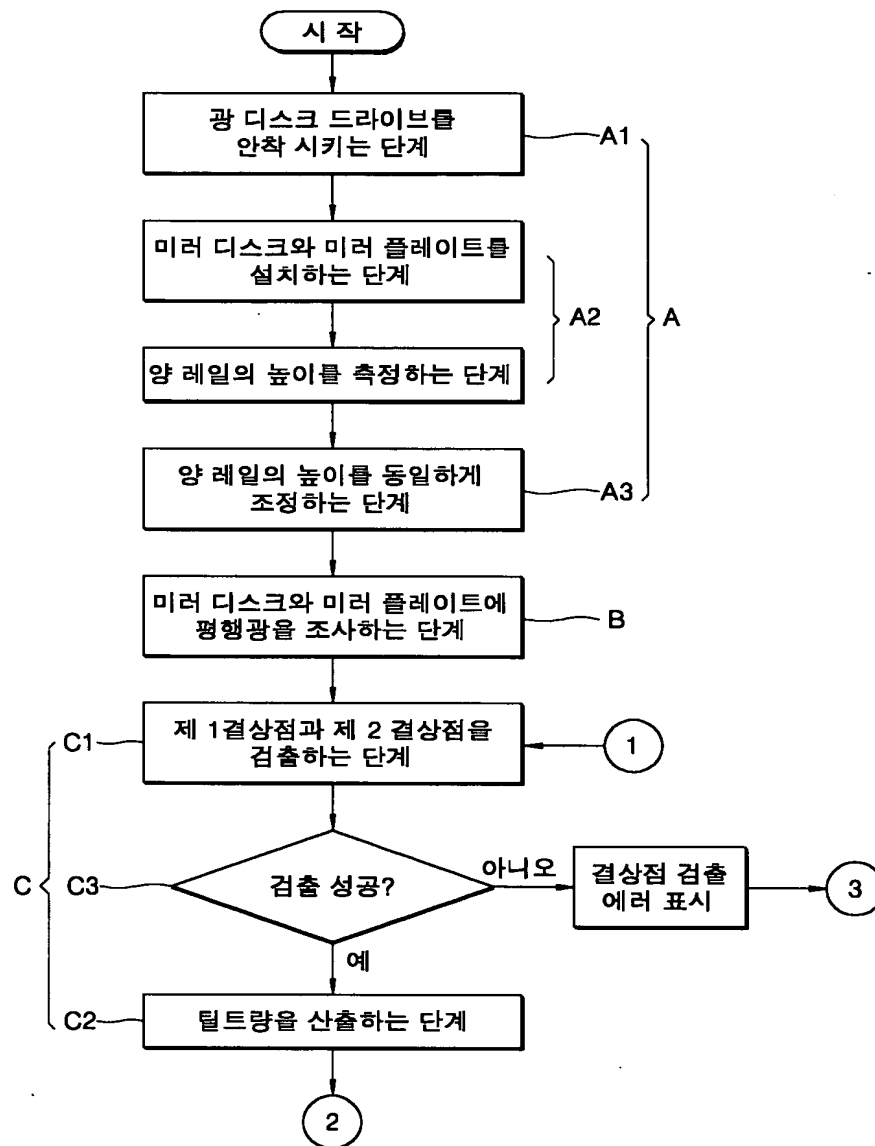 시 작
광 디스크 드라이브를
안착 시키는 단계
A1
미러 디스크와 미러 플레이트를
설치하는 단계
A2
A
양 레일의 높이를 측정하는 단계
양 레일의 높이를 동일하게
조정하는 단계
A3
미러 디스크와 미러 플레이트에
평행광을 조사하는 단계
B
C1
제 1결상점과 제 2 결상점을
검출하는 단계
1
C
C3
검출 성공?
아니오
결상점 검출
에러 표시
3
예
C2
틸트량을 산출하는 단계
2